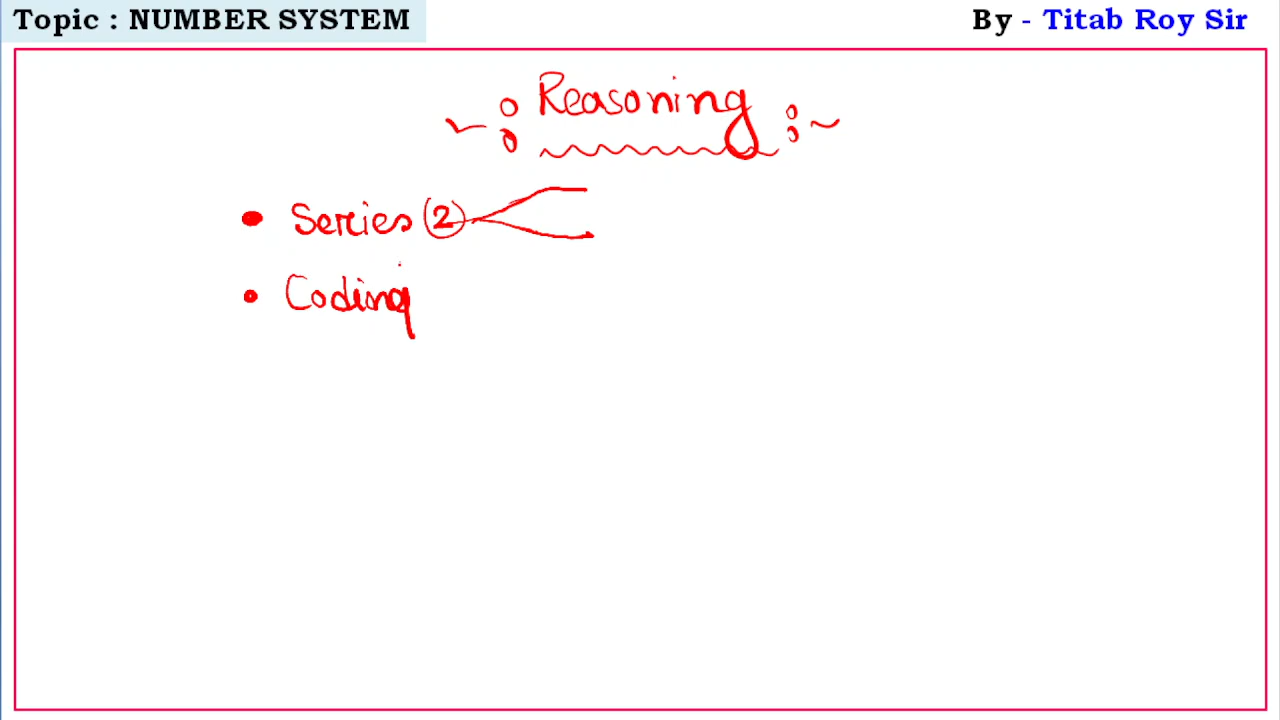 Topic : NUMBER SYSTEM
By - Titab Roy Sir
Reasoning
• Series 2
• Coding